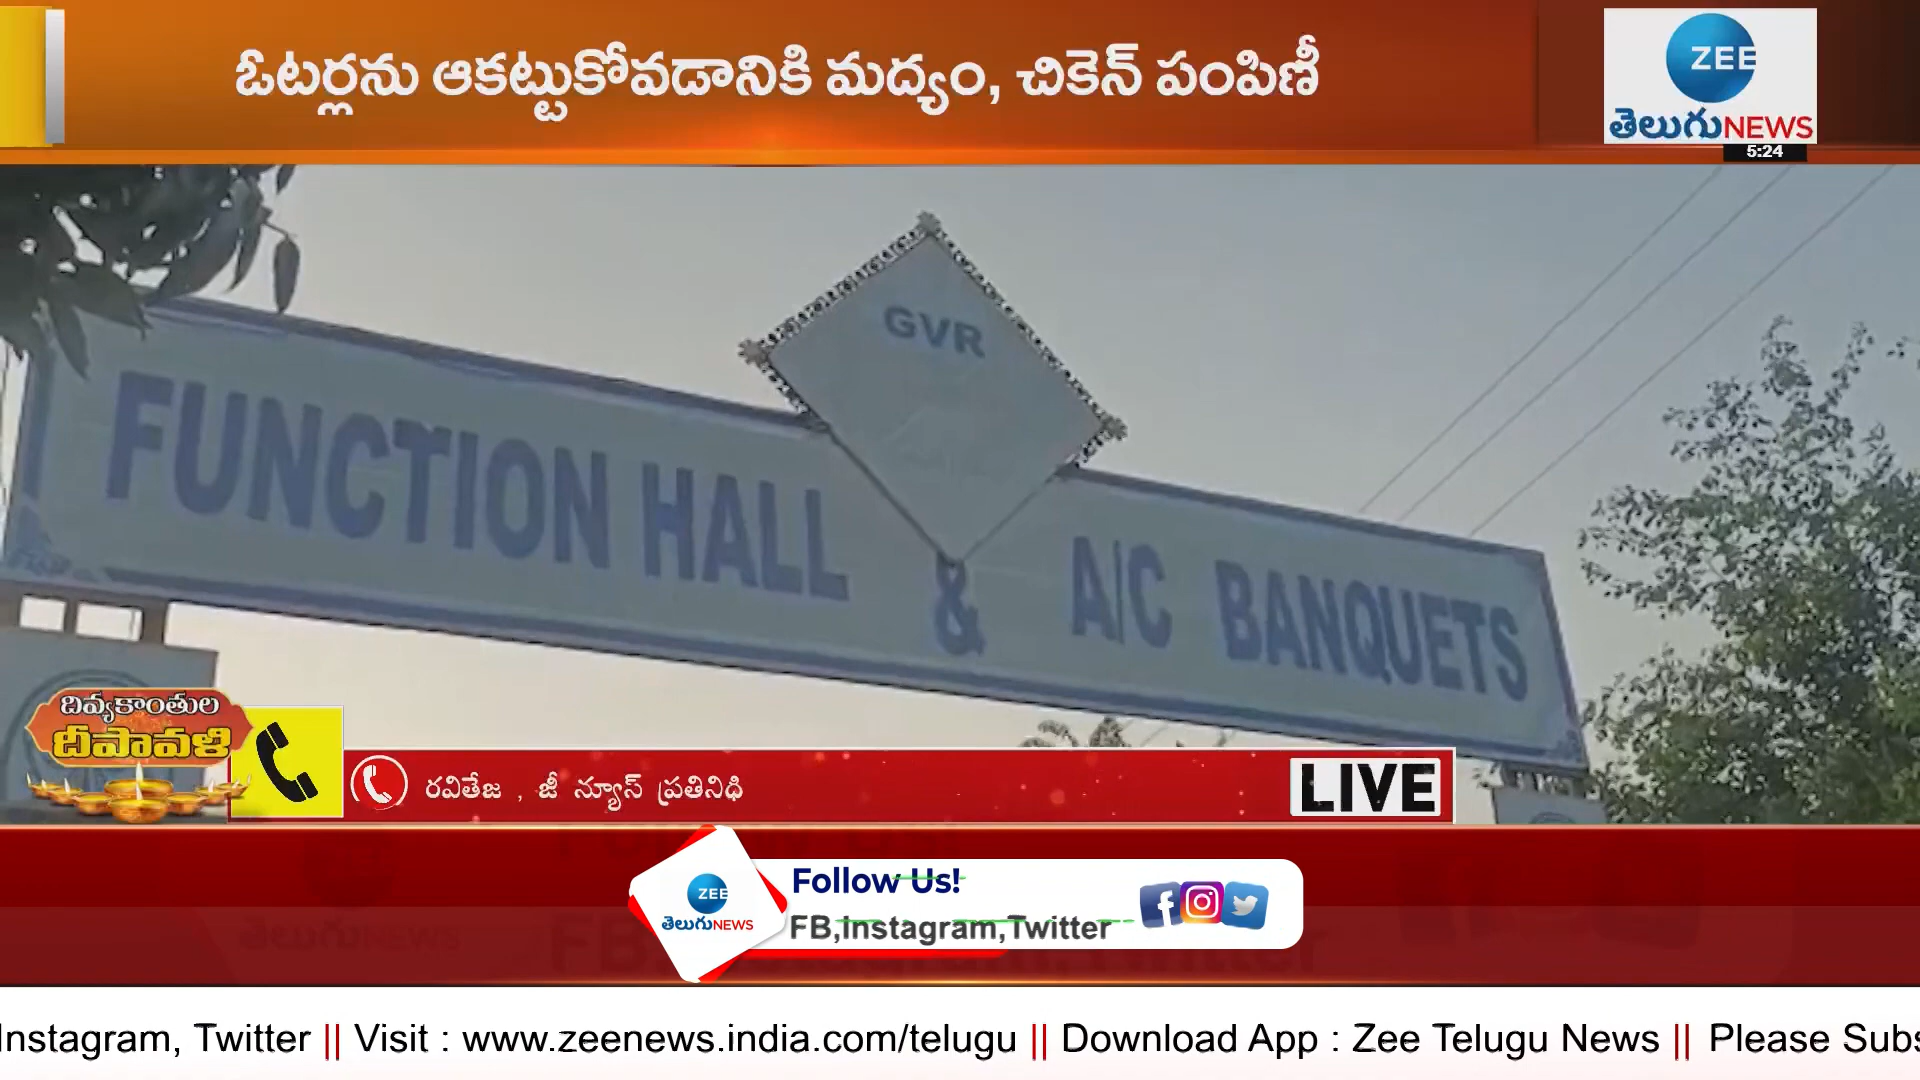 ఓటర్లను ఆకట్టుకోవడానికి మద్యం, చికెన్ పంపిణీ
ZEE
తెలుగు NEWS
5:24
GVR
FUNCTION HALL & A/C BANQUETS
దివ్యకాంతుల
దీపావళి
రవితేజ , జీ న్యూస్ ప్రతినిధి
LIVE
ZEE
తెలుగు NEWS
Follow Us!
FB,Instagram,Twitter
Instagram, Twitter || Visit : www.zeenews.india.com/telugu || Download App : Zee Telugu News || Please Subs